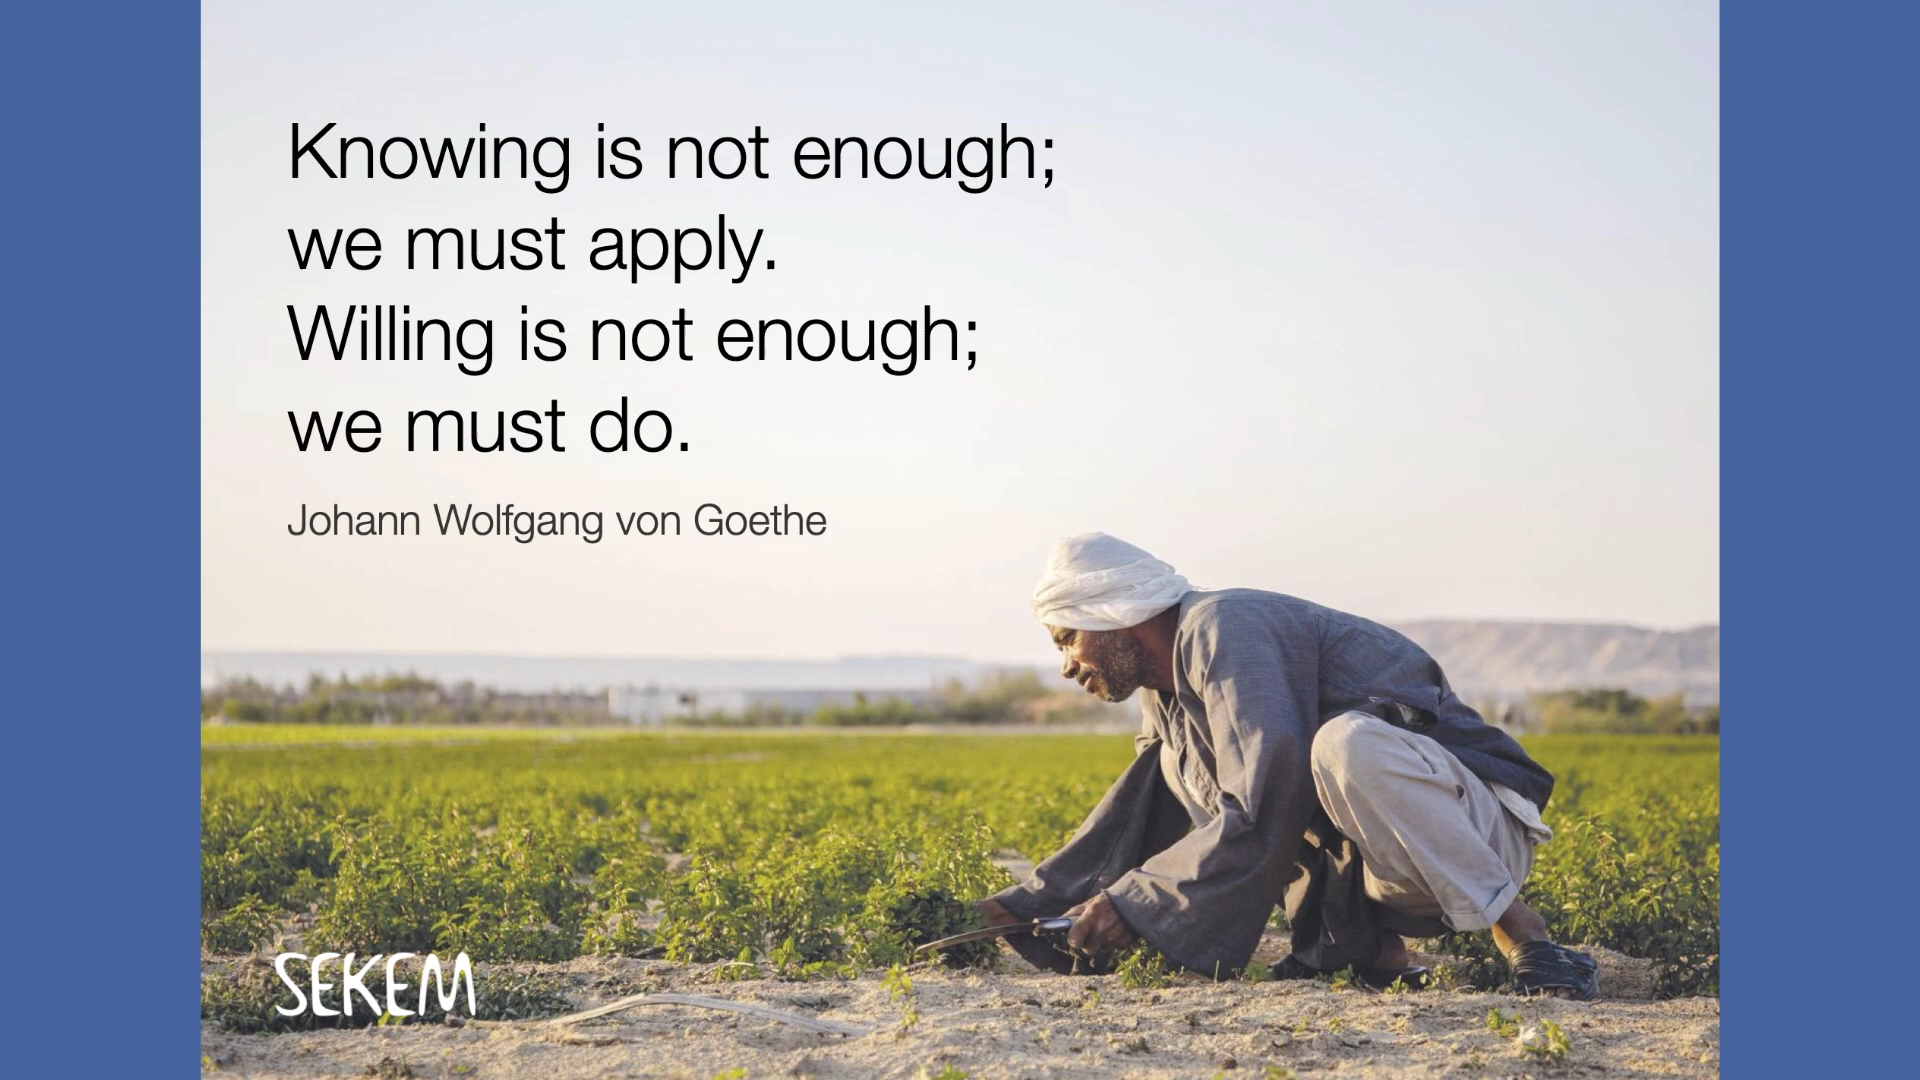 Knowing is not enough;
we must apply.
Willing is not enough;
we must do.
Johann Wolfgang von Goethe
SEKEM